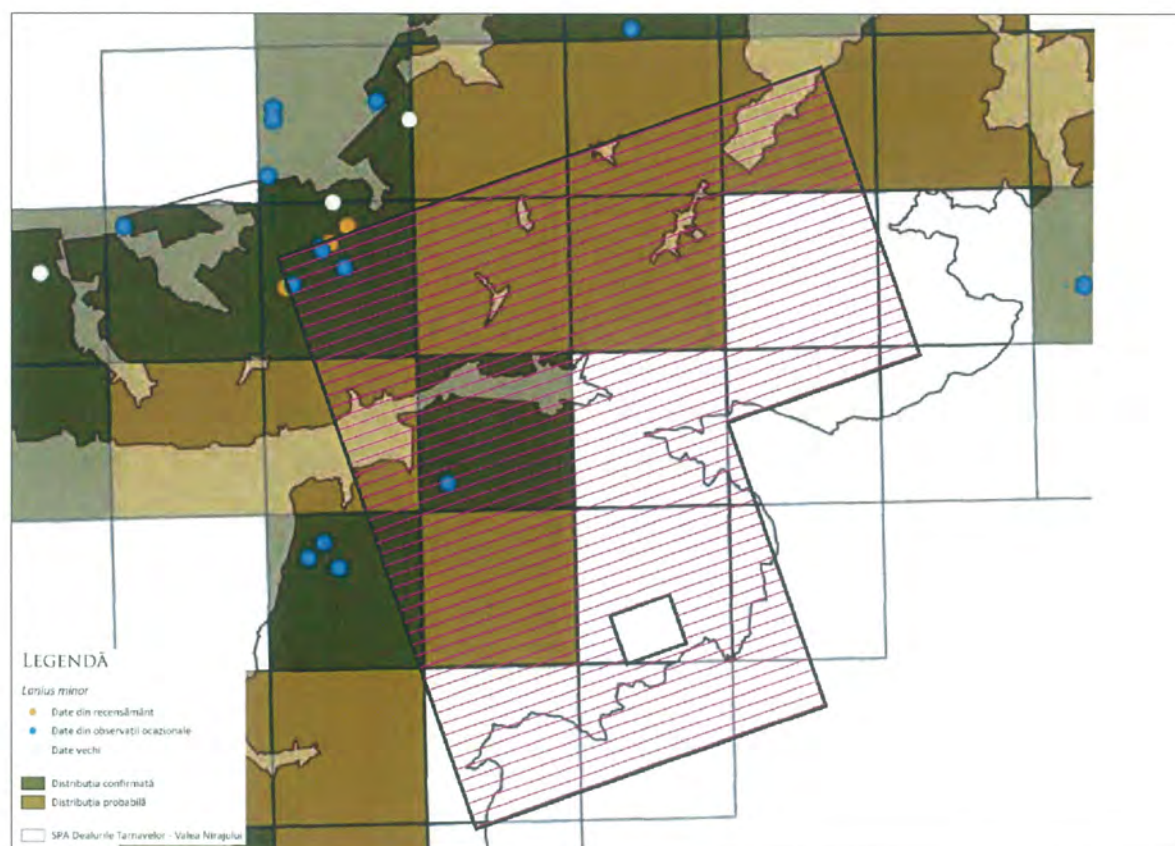 LEGENDĂ
Lanius minor
Date din recensământ
Date din observații ocazionale
Date vechi
Distribuția confirmată
Distribuția probabilă
SPA Dealurile Tarnavelor - Valea Nirajului